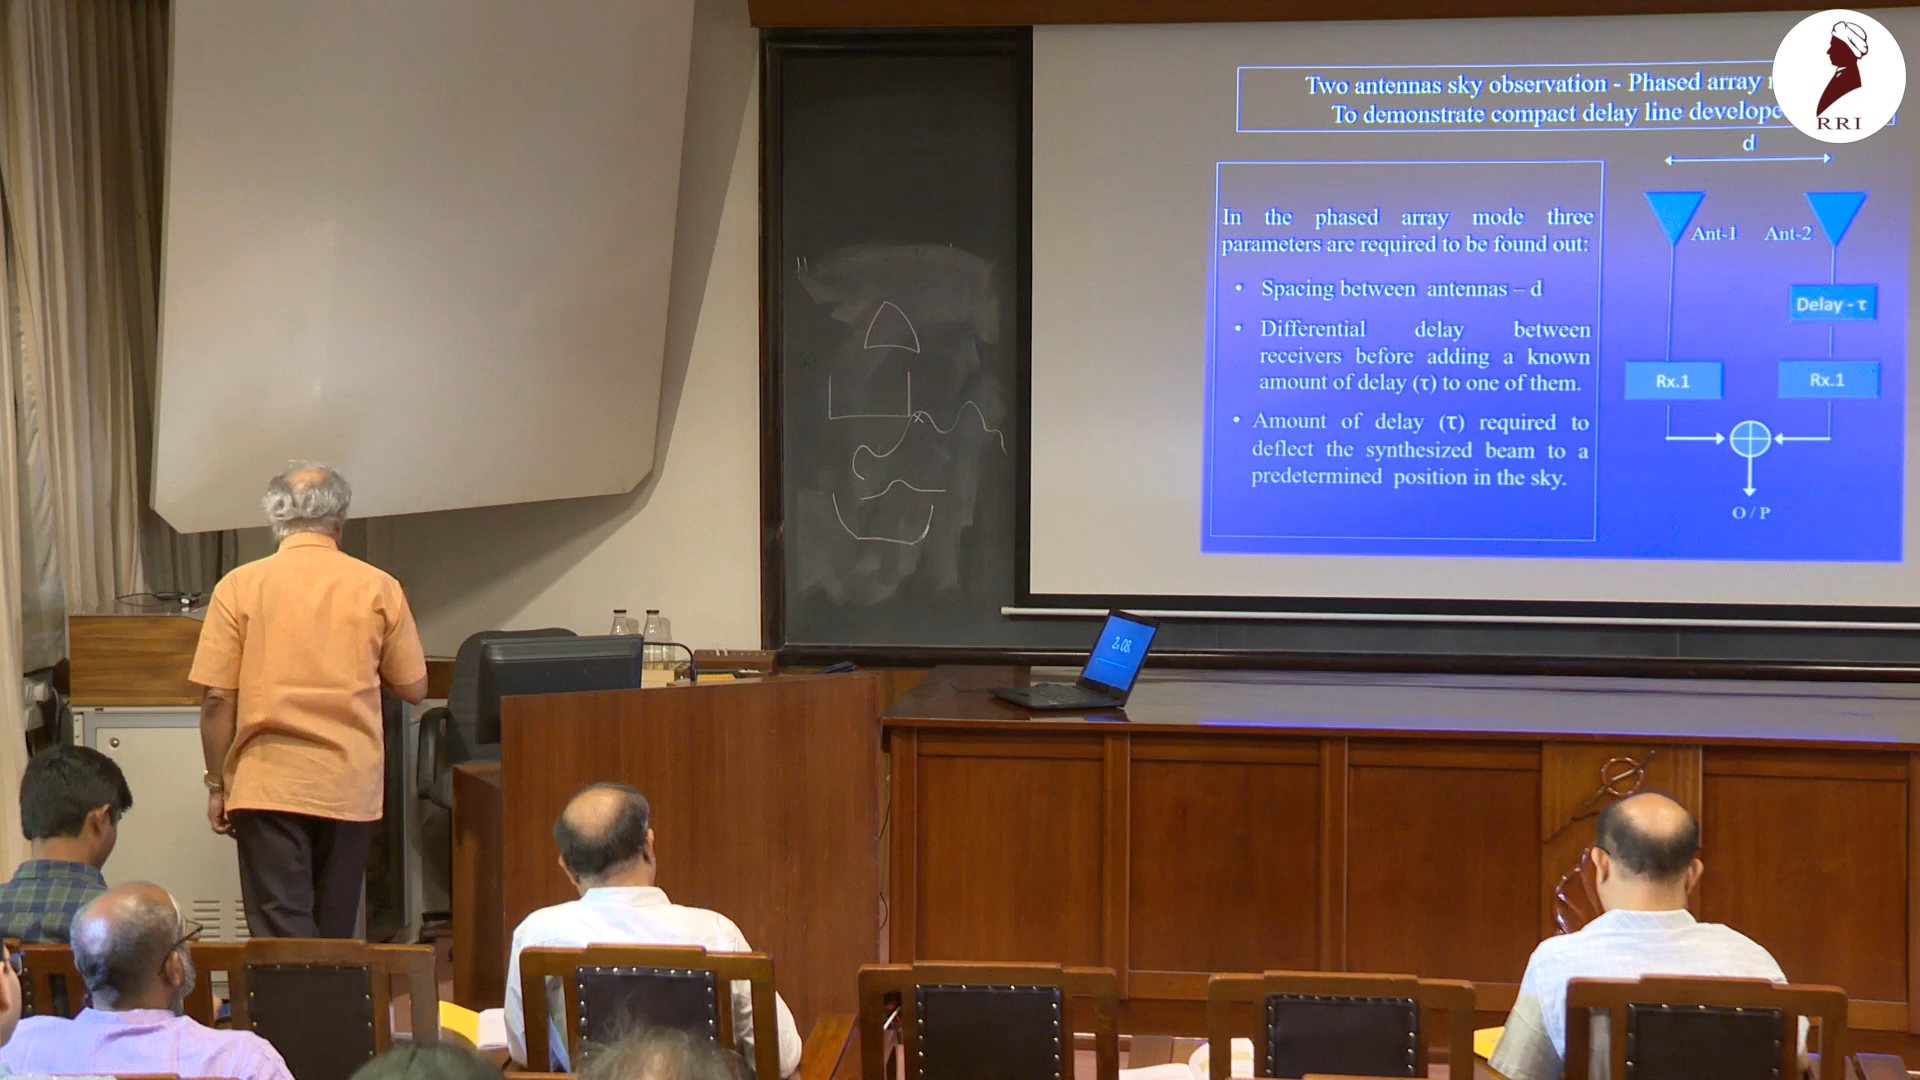 Two antennas sky observation - Phased array
To demonstrate compact delay line
RRI
d
In the phased array mode three
parameters are required to be found out:
• Spacing between antennas – d
• Differential delay between
receivers before adding a known
amount of delay (τ) to one of them.
• Amount of delay (τ) required to
deflect the synthesized beam to a
predetermined position in the sky.
Ant-1
Ant-2
Delay - τ
Rx.1
Rx.1
O / P